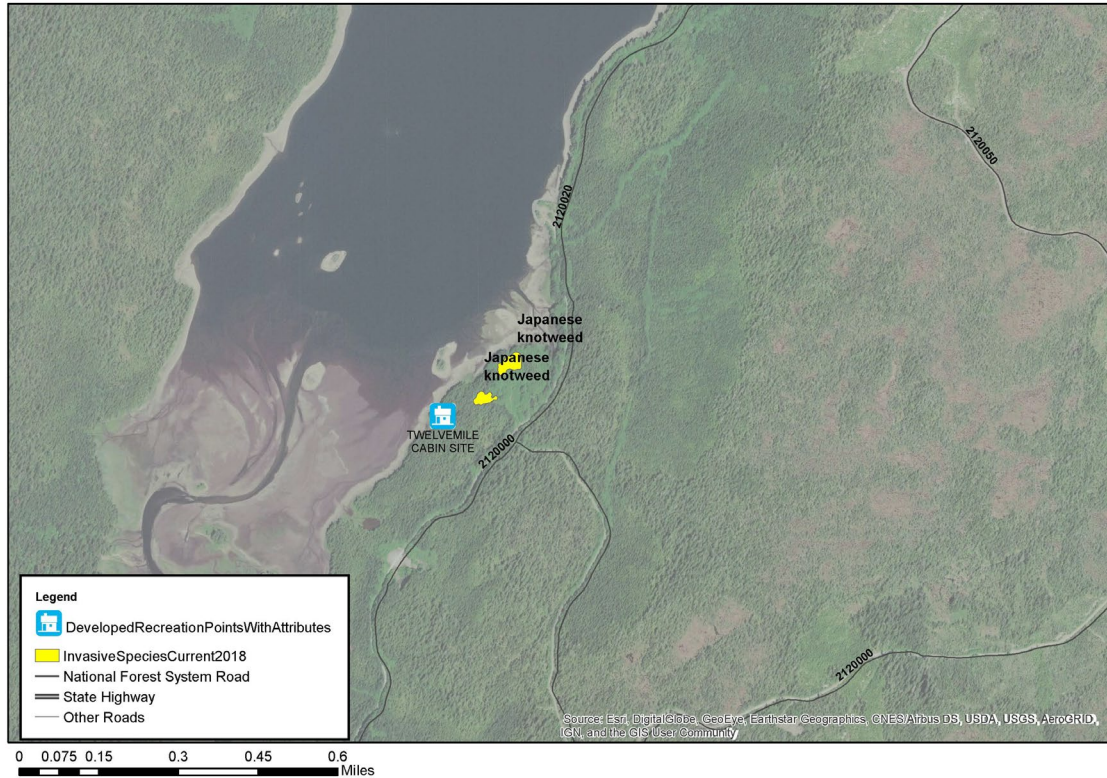 2120050
2120020
Japanese
knotweed
Japanese
knotweed
TWELVEMILE
CABIN SITE
2120000
2120000
Legend
DevelopedRecreationPointsWithAttributes
InvasiveSpeciesCurrent2018
National Forest System Road
State Highway
Other Roads
Source: Esri, DigitalGlobe, GeoEye, Earthstar Geographics, CNES/Airbus DS, USDA, USGS, AeroGRID,
IGN, and the GIS User Community
0 0.075 0.15 0.3 0.45 0.6
Miles